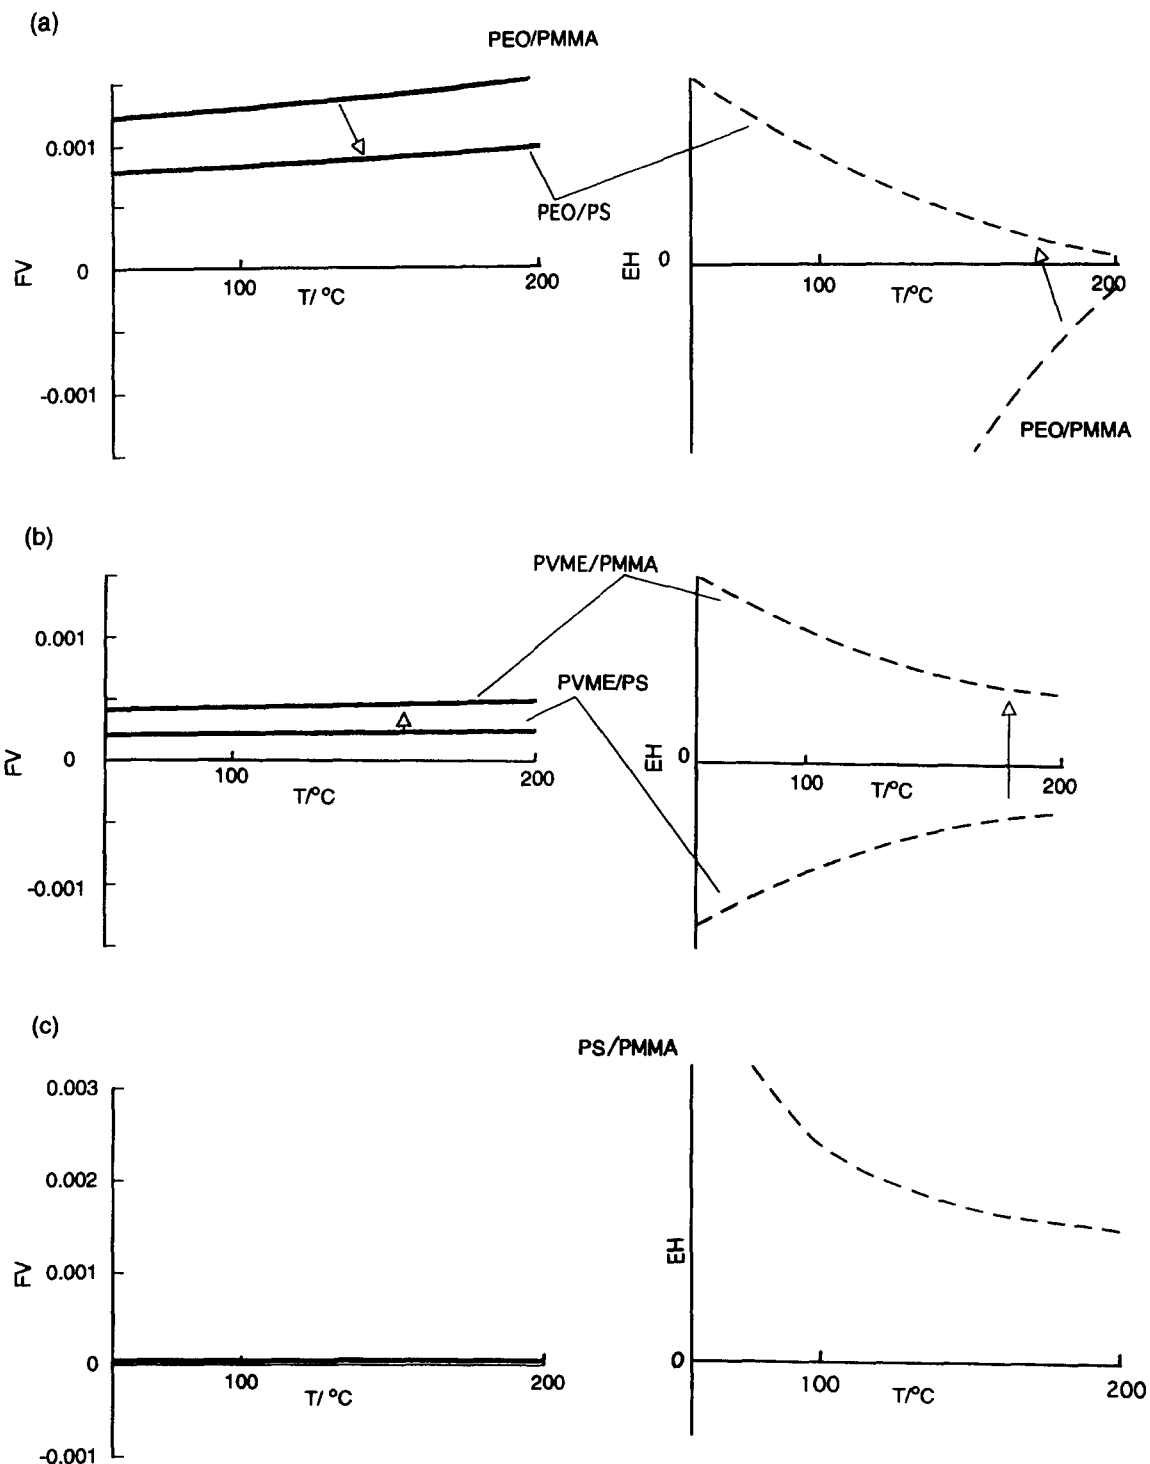 (a)
PEO/PMMA
0.001
PEO/PS
FV
0
100
T/ °C
200
-0.001
EH
0
100
T/°C
200
PEO/PMMA
(b)
PVME/PMMA
0.001
PVME/PS
FV
0
100
T/°C
200
-0.001
EH
0
100
T/°C
200
(c)
PS/PMMA
0.003
0.002
0.001
FV
0
100
T/ °C
200
-0.001
EH
0
100
T/°C
200